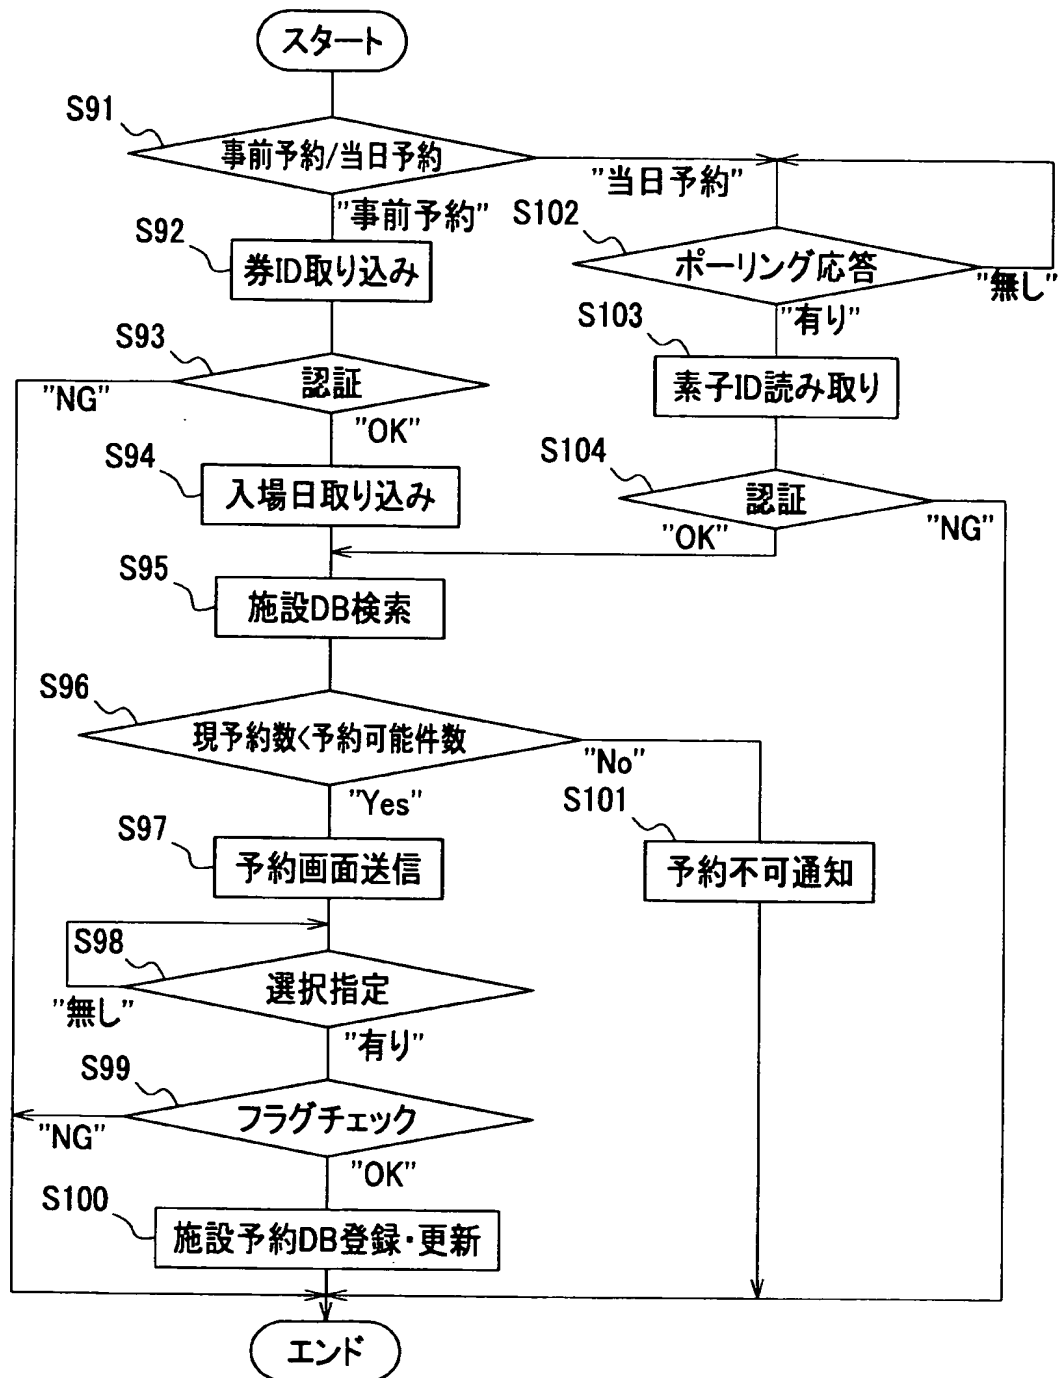 スタート
S91
事前予約/当日予約
"当日予約"
"事前予約"
S92
券ID取り込み
S102
ポーリング応答
"無し"
"有り"
S103
素子ID読み取り
S93
認証
"NG"
"OK"
S94
入場日取り込み
S104
認証
"OK"
"NG"
S95
施設DB検索
S96
現予約数<予約可能件数
"No"
"Yes"
S101
予約不可通知
S97
予約画面送信
S98
選択指定
"無し"
"有り"
S99
フラグチェック
"NG"
"OK"
S100
施設予約DB登録・更新
エンド